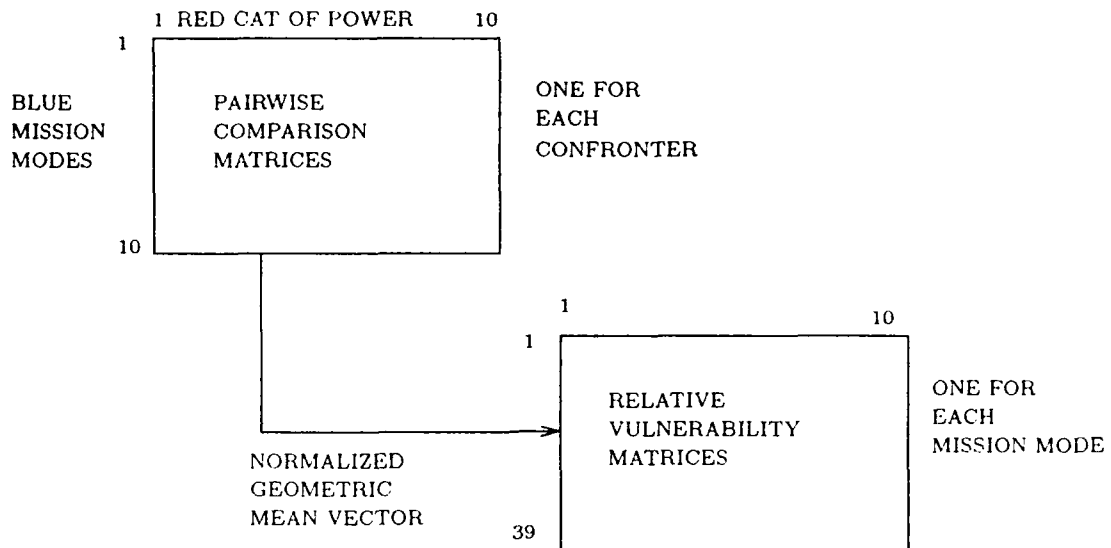 1 RED CAT OF POWER 10
1
BLUE
MISSION
MODES
PAIRWISE
COMPARISON
MATRICES
ONE FOR
EACH
CONFRONTER
10
1
10
1
RELATIVE
VULNERABILITY
MATRICES
ONE FOR
EACH
MISSION MODE
NORMALIZED
GEOMETRIC
MEAN VECTOR
39